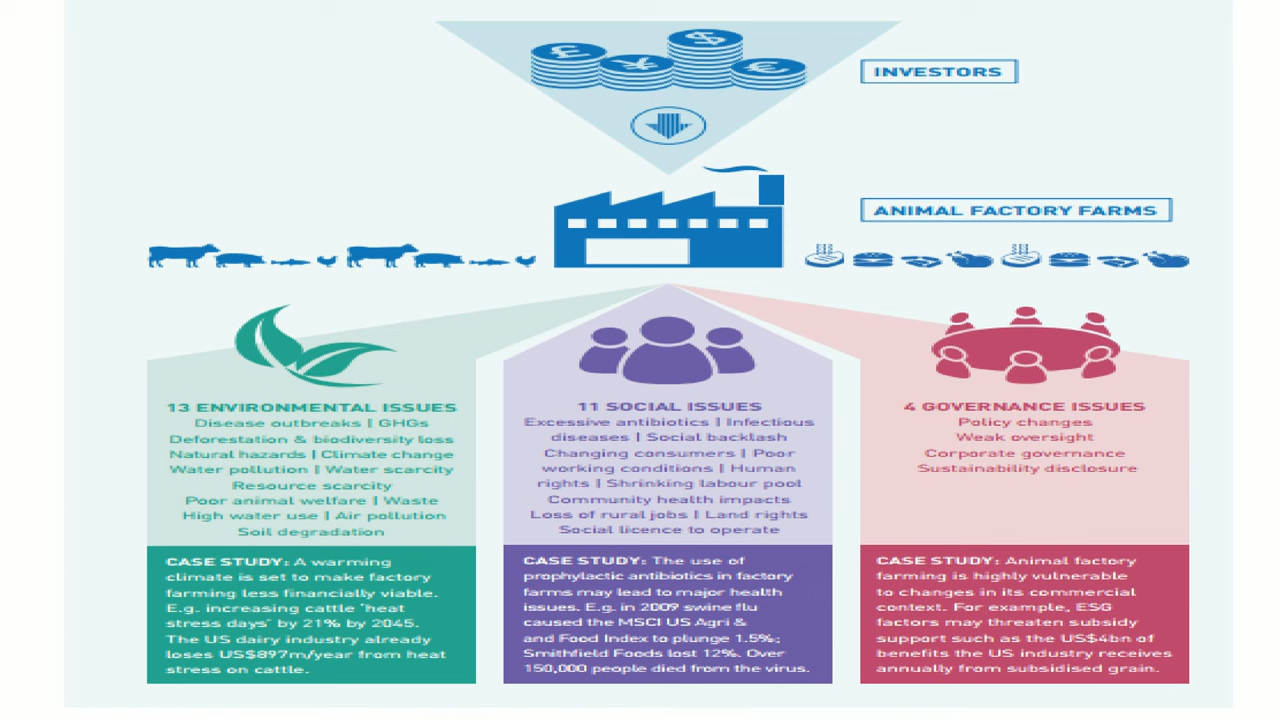 INVESTORS
ANIMAL FACTORY FARMS
13 ENVIRONMENTAL ISSUES
Disease outbreaks | GHGs
Deforestation & biodiversity loss
Natural hazards | Climate change
Water pollution | Water scarcity
Resource scarcity
Poor animal welfare | Waste
High water use | Air pollution
Soil degradation
CASE STUDY: A warming
climate is set to make factory
farming less financially viable.
E.g. increasing cattle 'heat
stress days' by 21% by 2045.
The US dairy industry already
loses US$897m/year from heat
stress on cattle.
11 SOCIAL ISSUES
Excessive antibiotics | Infectious
diseases | Social backlash
Changing consumers | Poor
working conditions | Human
rights | Shrinking labour pool
Community health impacts
Loss of rural jobs | Land rights
Social licence to operate
CASE STUDY: The use of
prophylactic antibiotics in factory
farms may lead to major health
issues. E.g. in 2009 swine flu
caused the MSCI US Agri &
and Food Index to plunge 1.5%;
Smithfield Foods lost 12%. Over
150,000 people died from the virus.
4 GOVERNANCE ISSUES
Policy changes
Weak oversight
Corporate governance
Sustainability disclosure
CASE STUDY: Animal factory
farming is highly vulnerable
to changes in its commercial
context. For example, ESG
factors may threaten subsidy
support such as the US$4bn of
benefits the US industry receives
annually from subsidised grain.